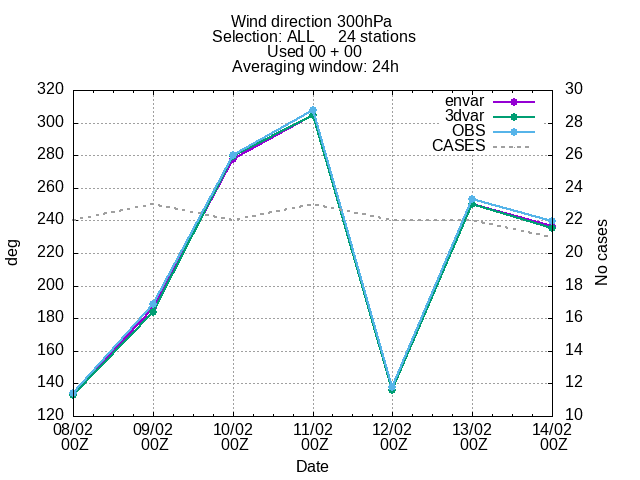 Wind direction 300hPa
Selection: ALL 24 stations
Used 00 + 00
Averaging window: 24h
320 30
300 28
280 26
260 24
240 22
220 20
200 18
180 16
160 14
140 12
120 10
envar
3dvar
OBS
CASES
deg
No cases
08/02 09/02 10/02 11/02 12/02 13/02 14/02
00Z 00Z 00Z 00Z 00Z 00Z 00Z
Date